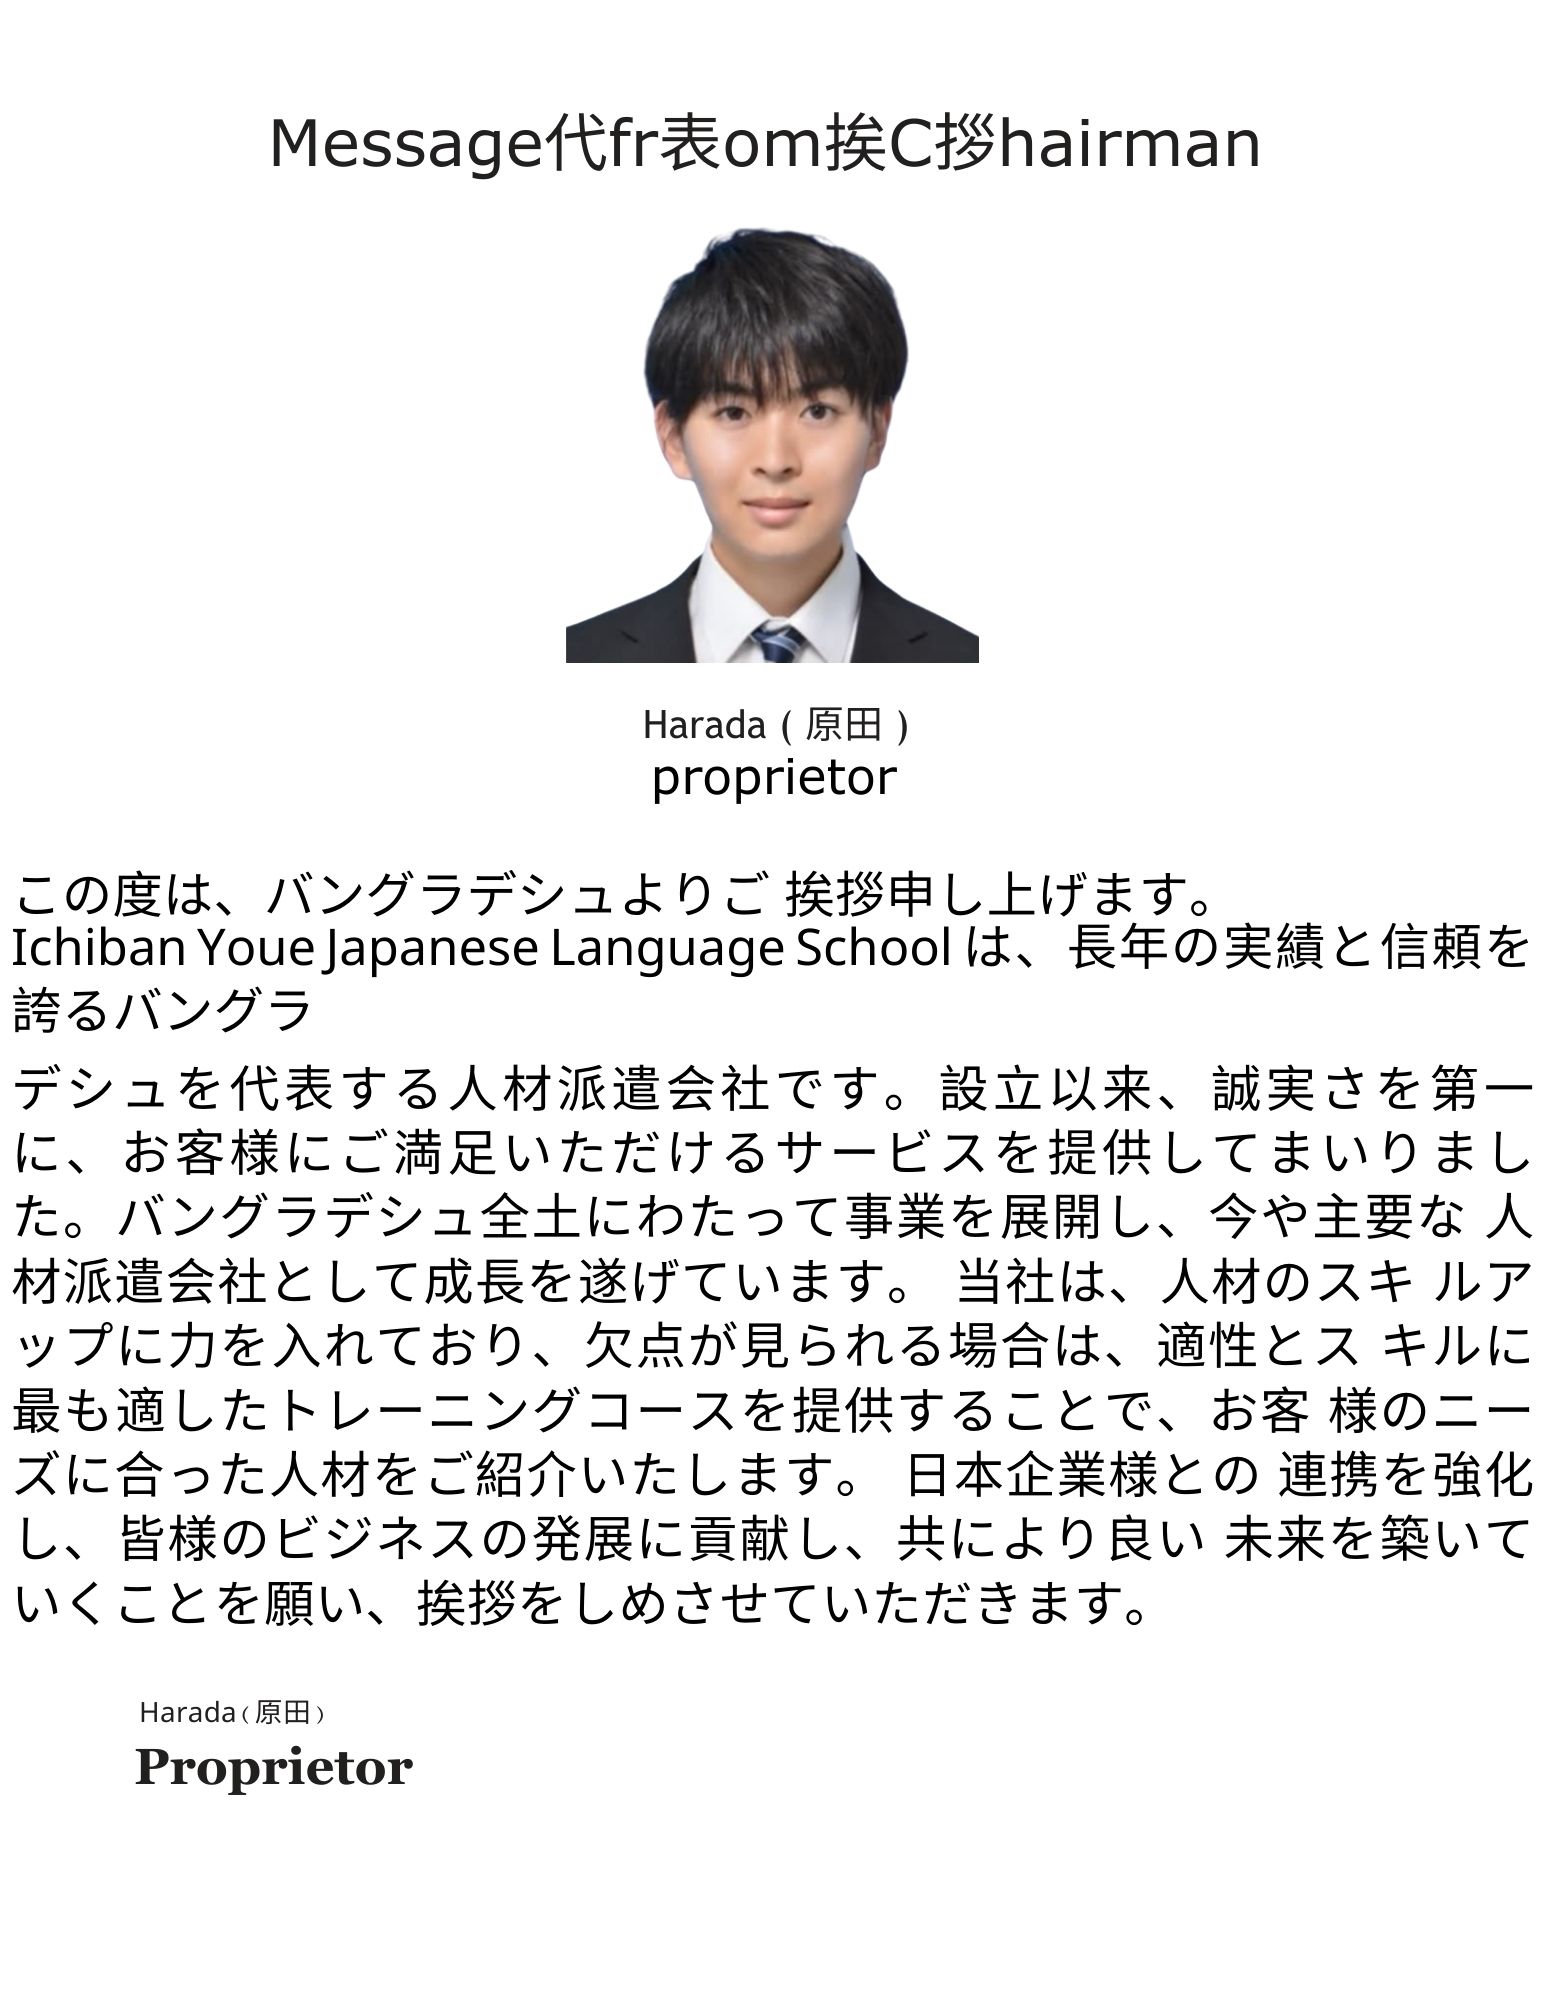 Message代fr表om挨C拶hairman
Harada ( 原田 )
proprietor
この度は、バングラデシュよりご 挨拶申し上げます。
Ichiban Youe Japanese Language School は、長年の実績と信頼を
誇るバングラ
デシュを代表する人材派遣会社です。設立以来、誠実さを第一
に、お客様にご満足いただけるサービスを提供してまいりまし
た。バングラデシュ全土にわたって事業を展開し、今や主要な 人
材派遣会社として成長を遂げています。 当社は、人材のスキ ルア
ップに力を入れており、欠点が見られる場合は、適性とス キルに
最も適したトレーニングコースを提供することで、お客 様のニー
ズに合った人材をご紹介いたします。 日本企業様との 連携を強化
し、皆様のビジネスの発展に貢献し、共により良い 未来を築いて
いくことを願い、挨拶をしめさせていただきます。
Harada ( 原田 )
Proprietor